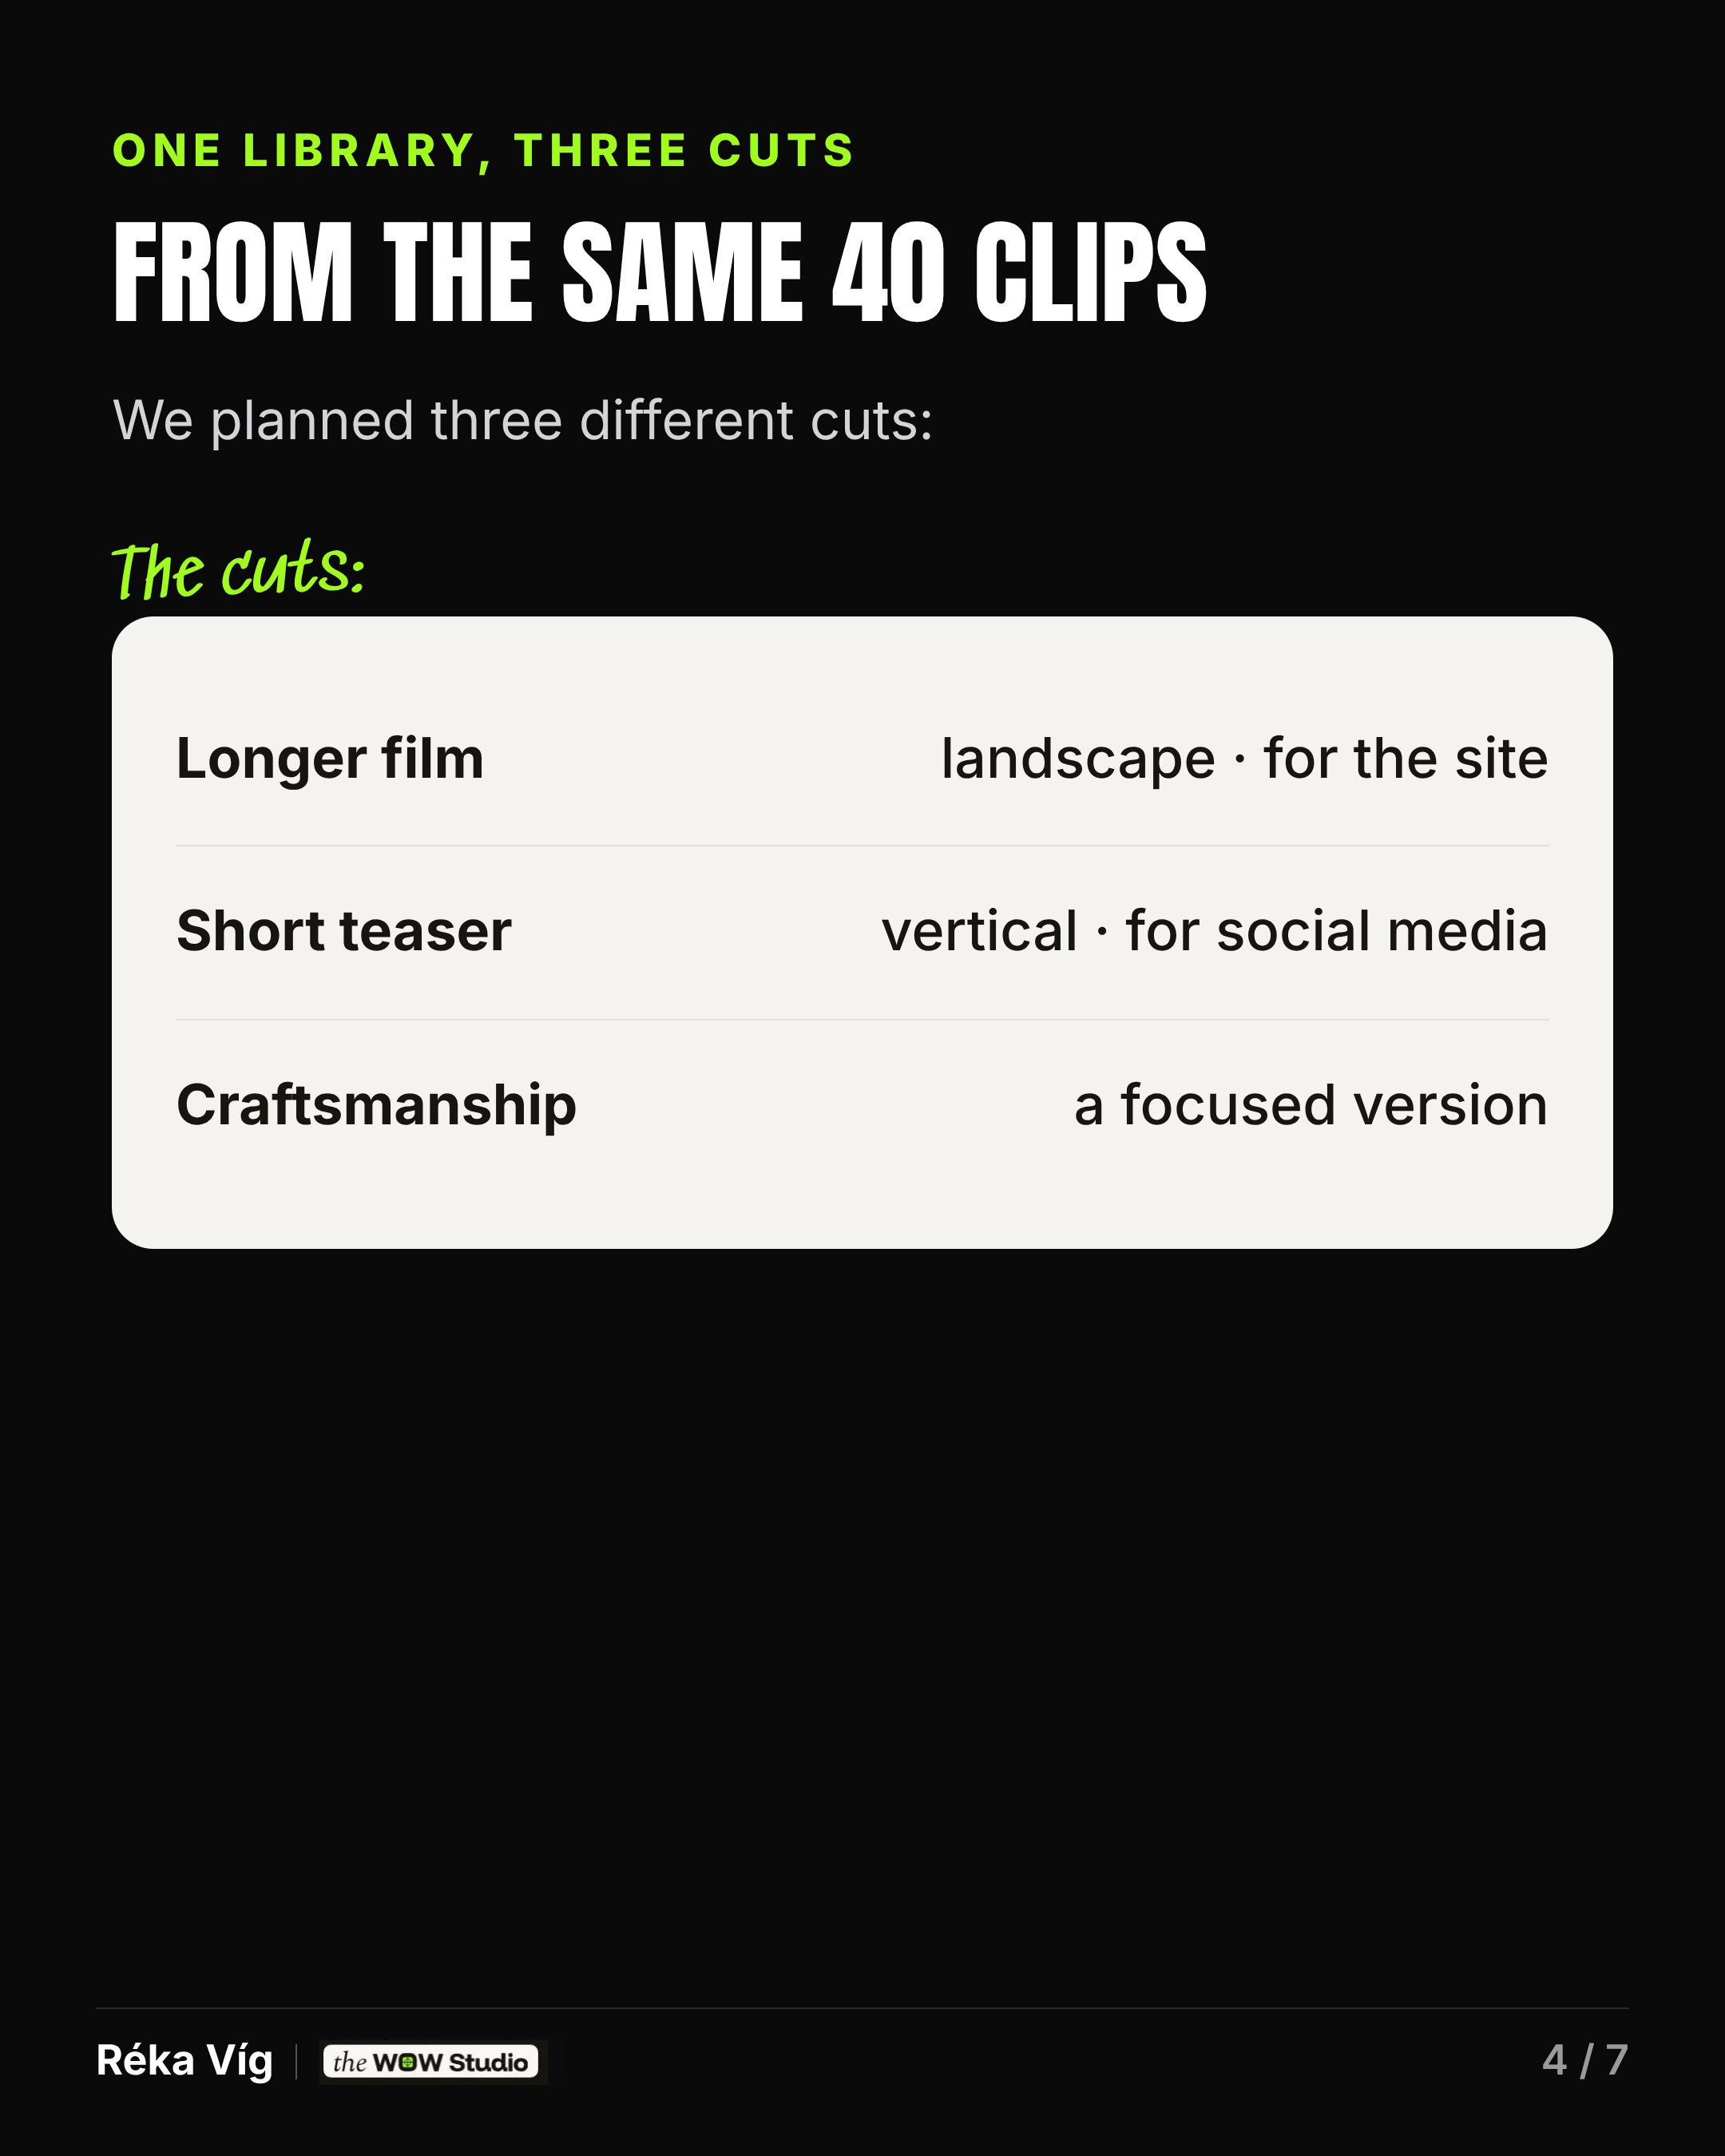 ONE LIBRARY, THREE CUTS
FROM THE SAME 40 CLIPS
We planned three different cuts:
The cuts:
Longer film landscape · for the site
Short teaser vertical · for social media
Craftsmanship a focused version
Réka Víg the WOW Studio 4 / 7